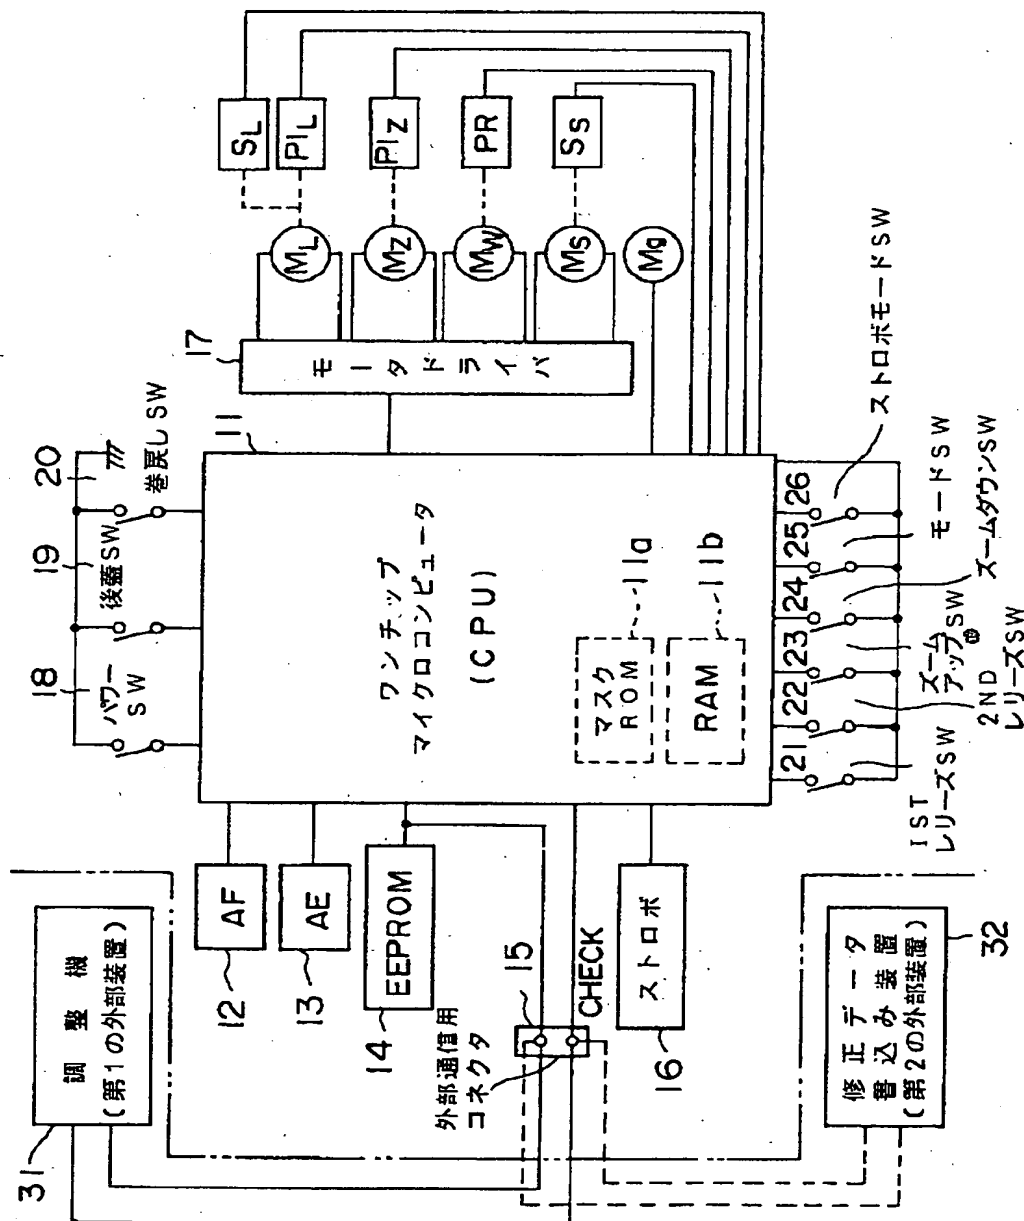 31
調整機
(第1の外部装置)
12
AF
13
AE
14
EEPROM
外部通信用
コネクタ
15
CHECK
16
ストロボ
修正データ
書込み装置
(第2の外部装置)
32
18
パワー
SW
19
後蓋SW
20
巻戻しSW
11
ワンチップ
マイクロコンピュータ
(CPU)
マスク
ROM
11a
RAM
11b
17
モータドライバ
ML
MZ
MW
MS
Mg
SL
PIL
PIZ
PR
SS
21
22
23
24
25
26
1ST
レリーズSW
2ND
レリーズSW
ズーム
アップSW
ズームダウンSW
モードSW
ストロボモードSW